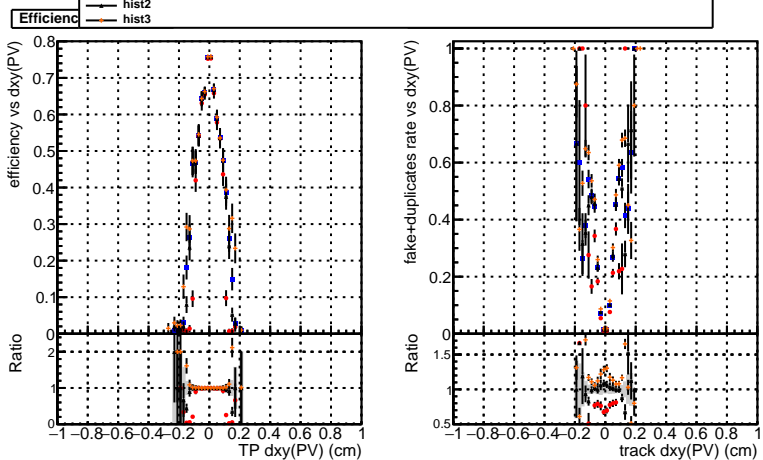 hist2
Efficienc
hist3
efficiency vs dxy(PV)
0.8
0.7
0.6
0.5
0.4
0.3
0.2
0.1
0
Ratio
2
1
0
−1 −0.8 −0.6 −0.4 −0.2 0 0.2 0.4 0.6 0.8 1
TP dxy(PV) (cm)
fake+duplicates rate vs dxy(PV)
1
0.8
0.6
0.4
0.2
0
Ratio
1.5
1
0.5
−1 −0.8 −0.6 −0.4 −0.2 0 0.2 0.4 0.6 0.8 1
track dxy(PV) (cm)